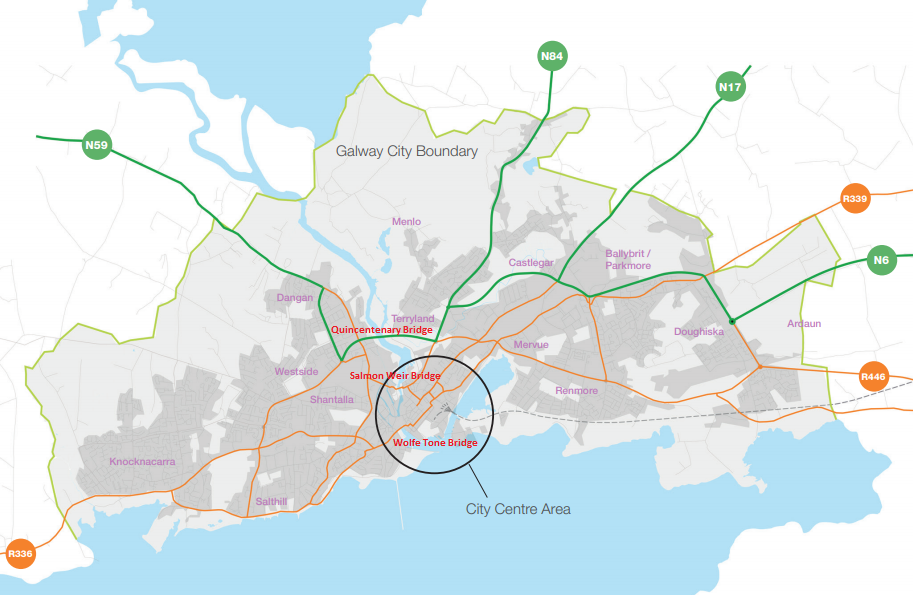 N84
N17
N59
Galway City Boundary
R339
Menlo
Castlegar
Ballybrit /
Parkmore
N6
Dangan
Terryland
Quincentenary Bridge
Doughiska
Ardaun
Mervue
Westside
Salmon Weir Bridge
R446
Renmore
Shantalla
Wolfe Tone Bridge
Knocknacarra
Salthill
City Centre Area
R336